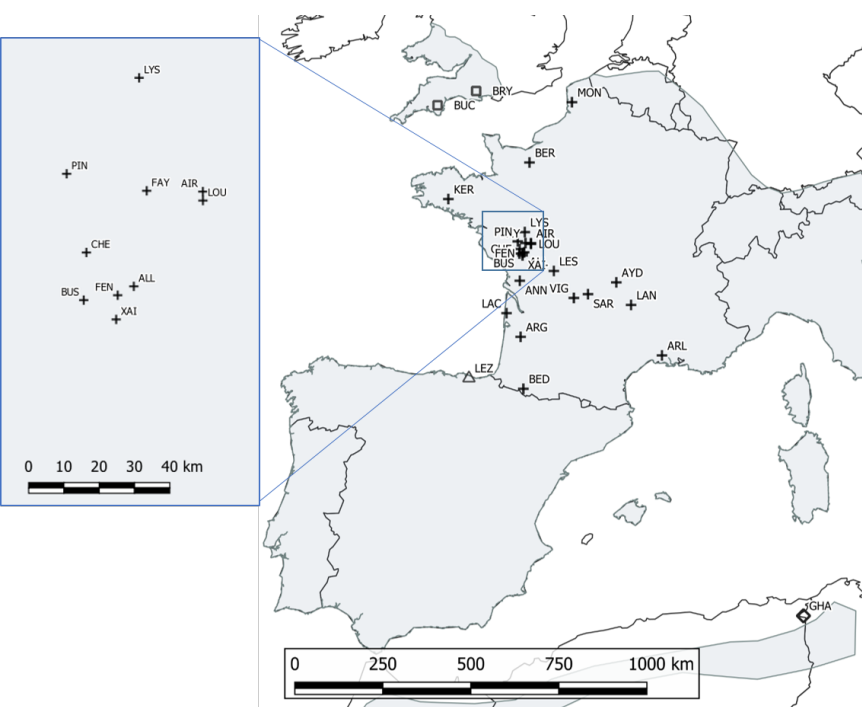 LYS
PIN
FAY
AIR
LOU
CHE
ALL
FEN
BUS
XAI
0 10 20 30 40 km
BRY
BUC
MON
BER
KER
LYS
PIN
AIR
LOU
FEN
BUS
LES
AYD
ANN
VIG
SAR
LAN
LAC
ARG
ARL
LEZ
BED
GHA
0 250 500 750 1000 km